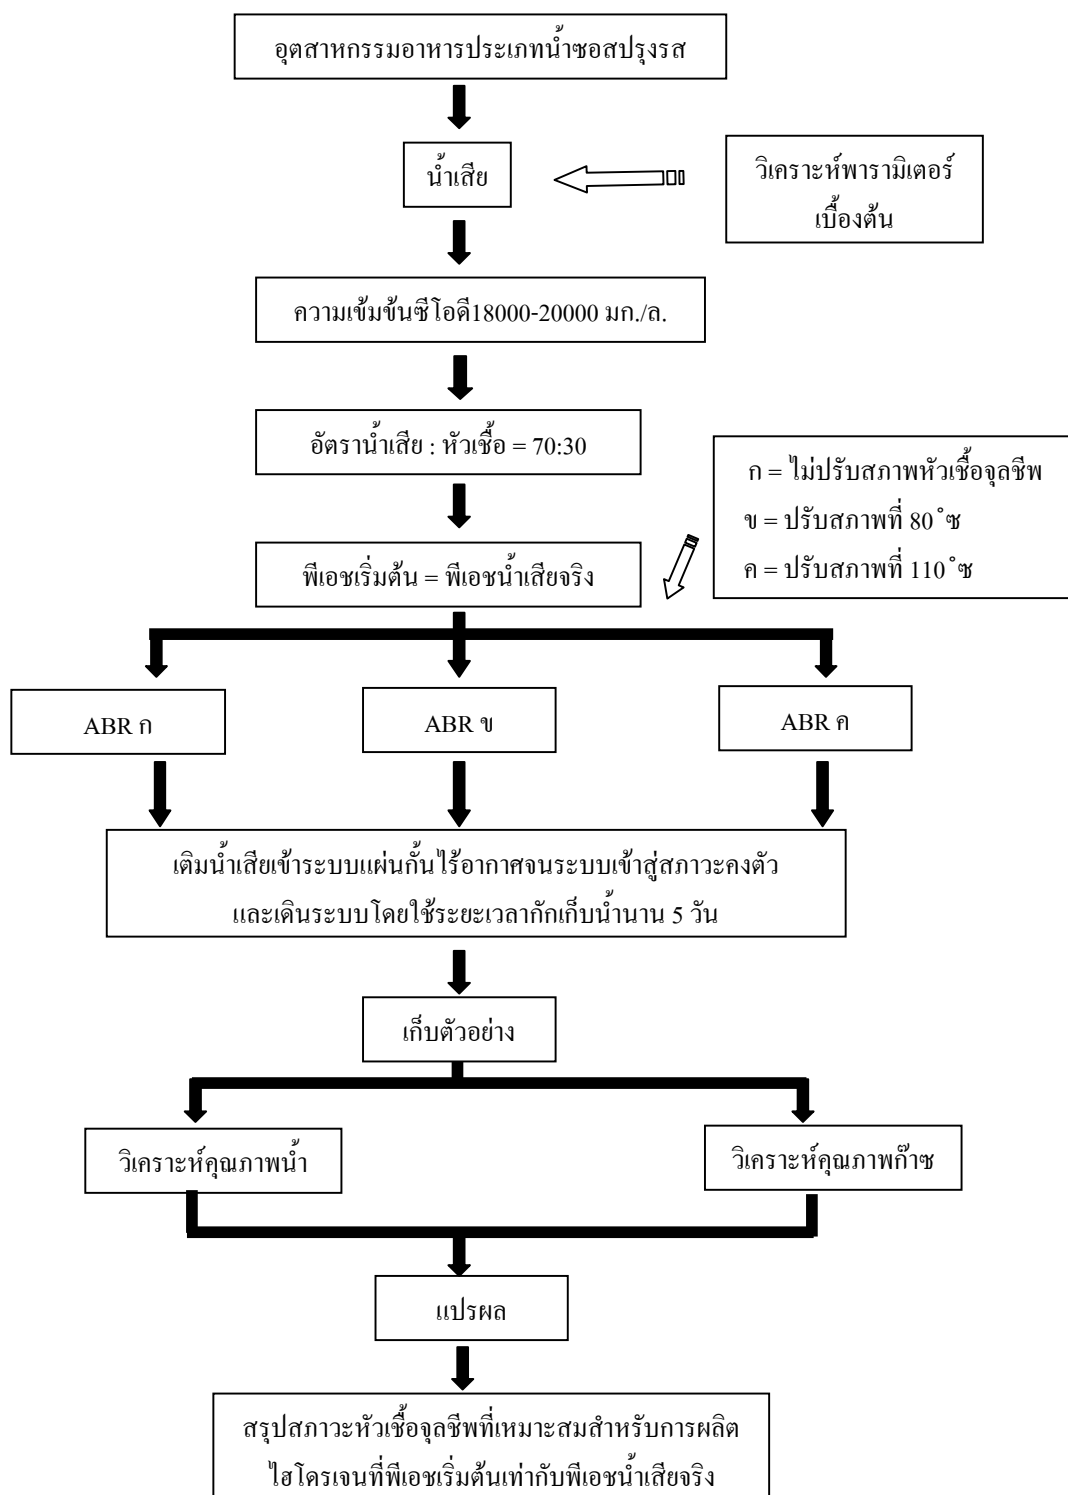 อุตสาหกรรมอาหารประเภทน้ำซอสปรุงรส
น้ำเสีย
วิเคราะห์พารามิเตอร์
เบื้องต้น
ความเข้มข้นซีโอดี18000-20000 มก./ล.
อัตราน้ำเสีย : หัวเชื้อ = 70:30
ก = ไม่ปรับสภาพหัวเชื้อจุลชีพ
ข = ปรับสภาพที่ 80 ํซ
ค = ปรับสภาพที่ 110 ํซ
พีเอชเริ่มต้น = พีเอชน้ำเสียจริง
ABR ก
ABR ข
ABR ค
เติมน้ำเสียเข้าระบบแผ่นกั้นไร้อากาศจนระบบเข้าสู่สภาวะคงตัว
และเดินระบบโดยใช้ระยะเวลากักเก็บน้ำนาน 5 วัน
เก็บตัวอย่าง
วิเคราะห์คุณภาพน้ำ
วิเคราะห์คุณภาพก๊าซ
แปรผล
สรุปสภาวะหัวเชื้อจุลชีพที่เหมาะสมสำหรับการผลิต
ไฮโดรเจนที่พีเอชเริ่มต้นเท่ากับพีเอชน้ำเสียจริง